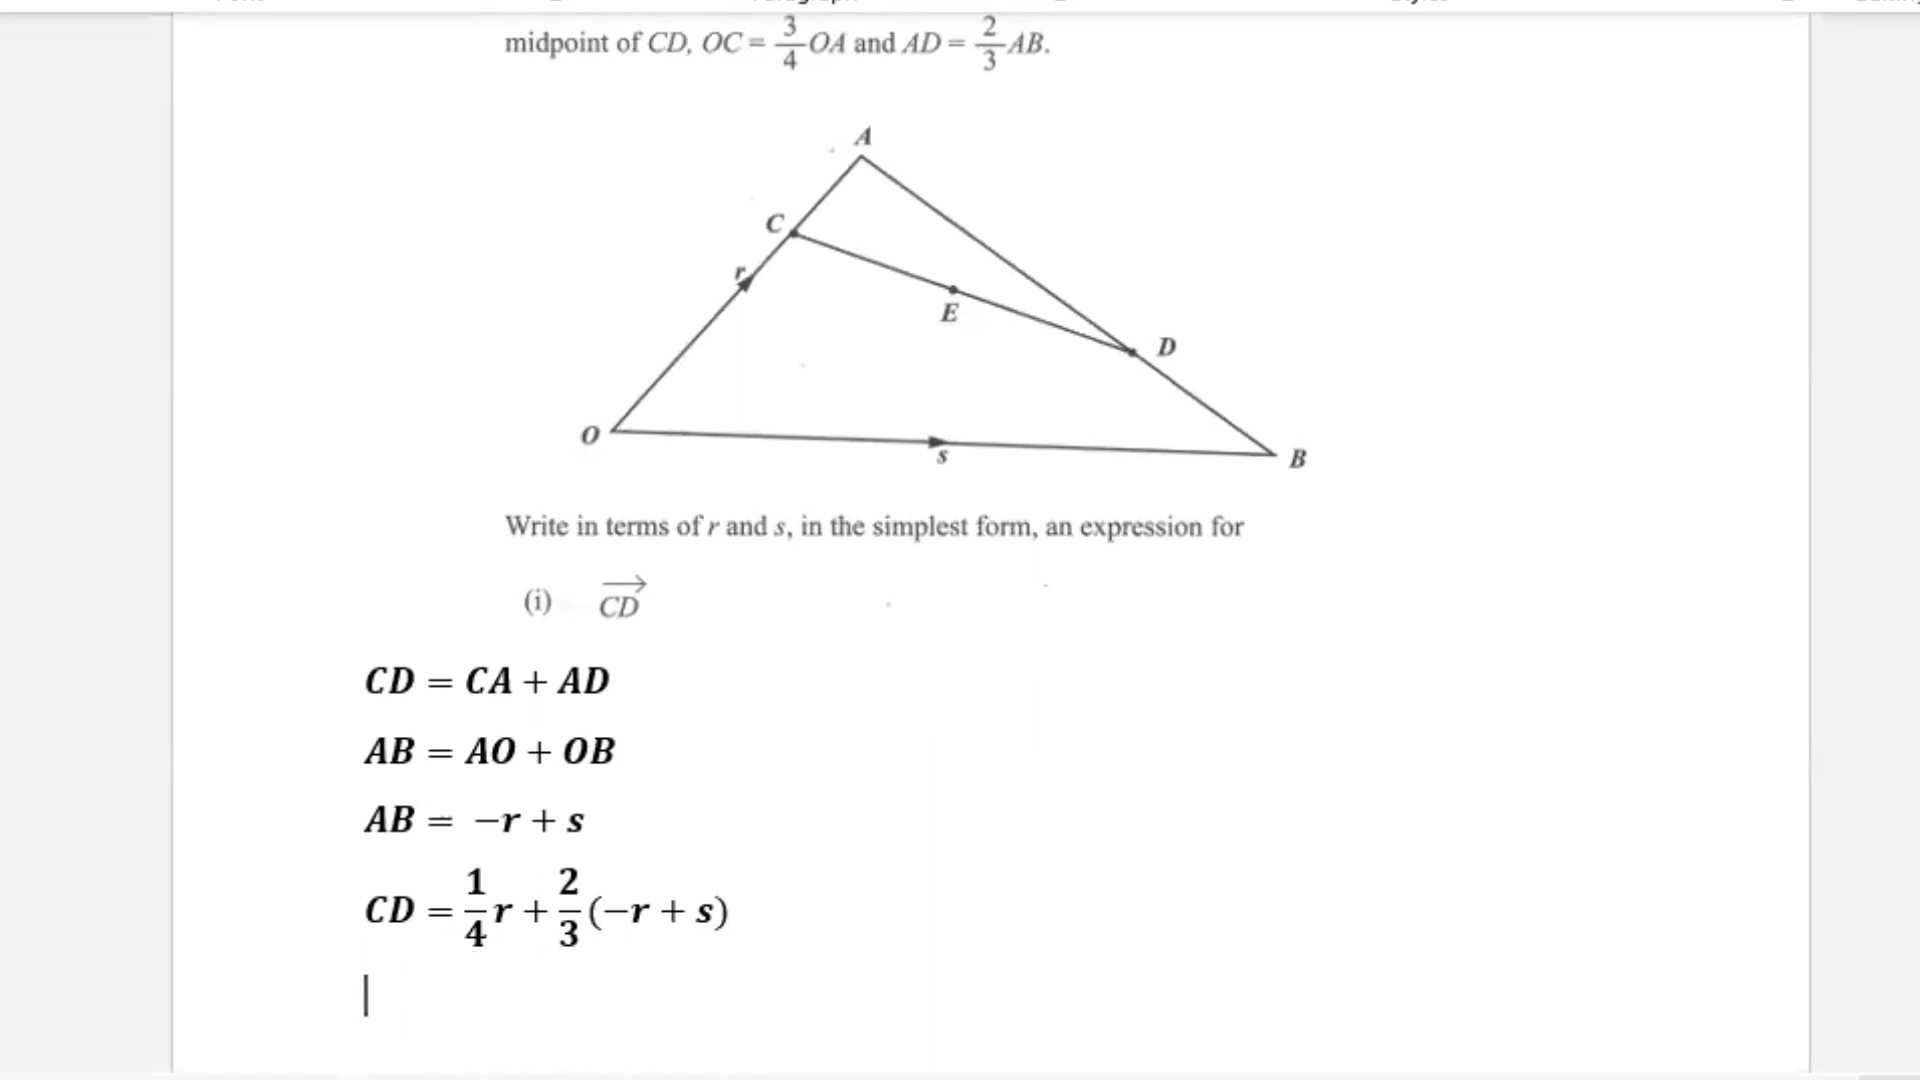 midpoint of CD, OC = 3/4 OA and AD = 2/3 AB.
A
C
r
E
D
O
s
B
Write in terms of r and s, in the simplest form, an expression for
(i) CD
CD = CA + AD
AB = AO + OB
AB = −r + s
CD = 1/4 r + 2/3 (−r + s)